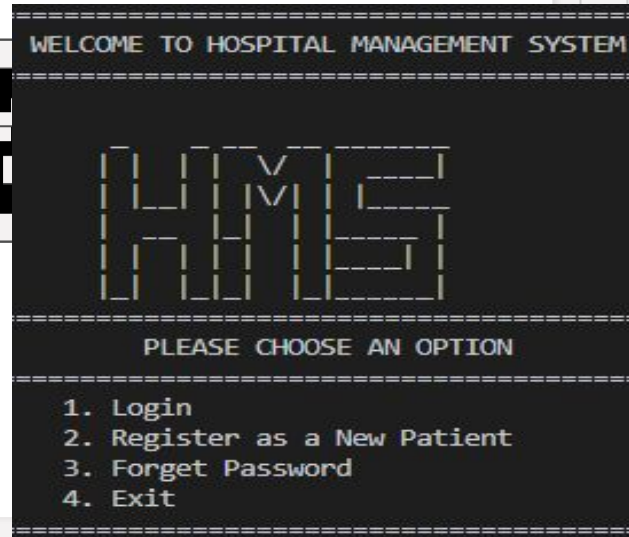 WELCOME TO HOSPITAL MANAGEMENT SYSTEM
HMS
PLEASE CHOOSE AN OPTION
1. Login
2. Register as a New Patient
3. Forget Password
4. Exit